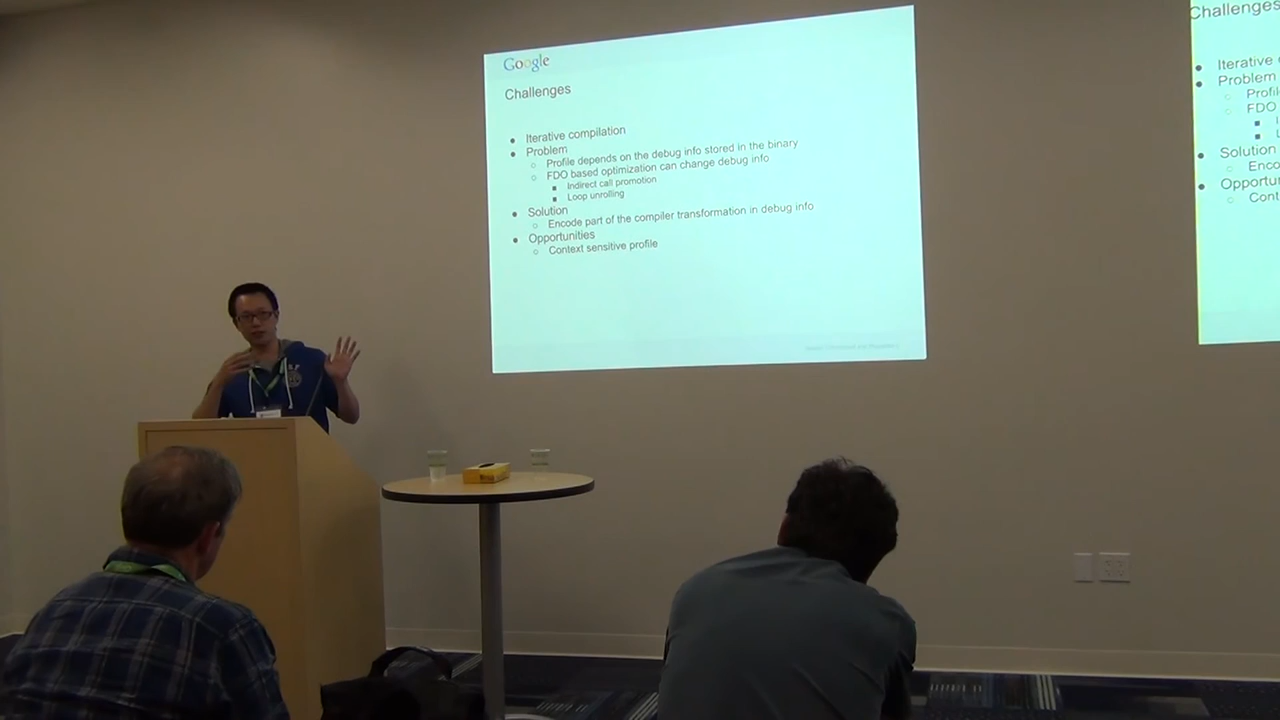 Google
Challenges
Iterative compilation
Problem
Profile depends on the debug info stored in the binary
FDO based optimization can change debug info
Indirect call promotion
Loop unrolling
Solution
Encode part of the compiler transformation in debug info
Opportunities
Context sensitive profile
Challenges
Iterative
Problem
Profil
FDO
Solution
Enco
Opportun
Cont